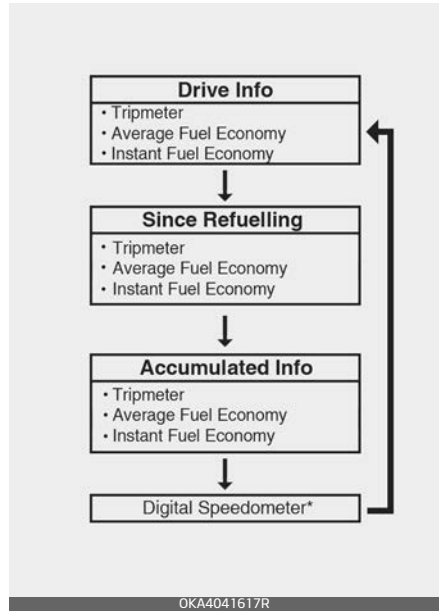 Drive Info
• Tripmeter
• Average Fuel Economy
• Instant Fuel Economy
Since Refuelling
• Tripmeter
• Average Fuel Economy
• Instant Fuel Economy
Accumulated Info
• Tripmeter
• Average Fuel Economy
• Instant Fuel Economy
Digital Speedometer*
OKA4041617R